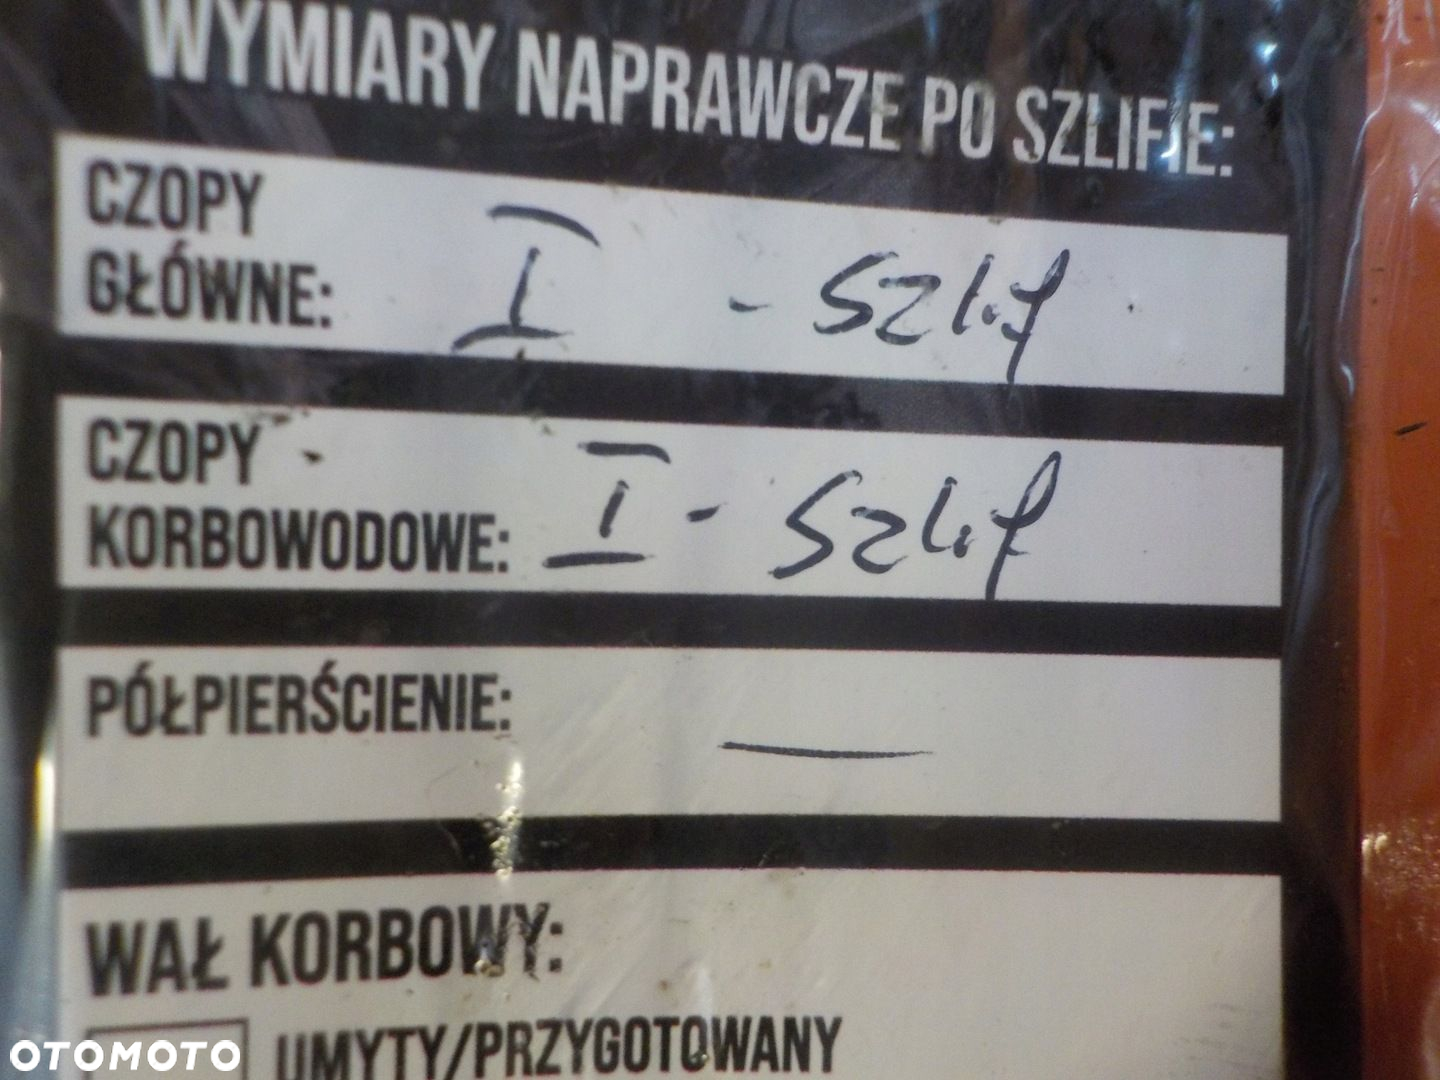 WYMIARY NAPRAWCZE PO SZLIFIE:
CZOPY
GŁÓWNE: I - szlif
CZOPY
KORBOWODOWE: I - szlif
PÓŁPIERŚCIENIE: —
WAŁ KORBOWY:
UMYTY/PRZYGOTOWANY
OTOMOTO